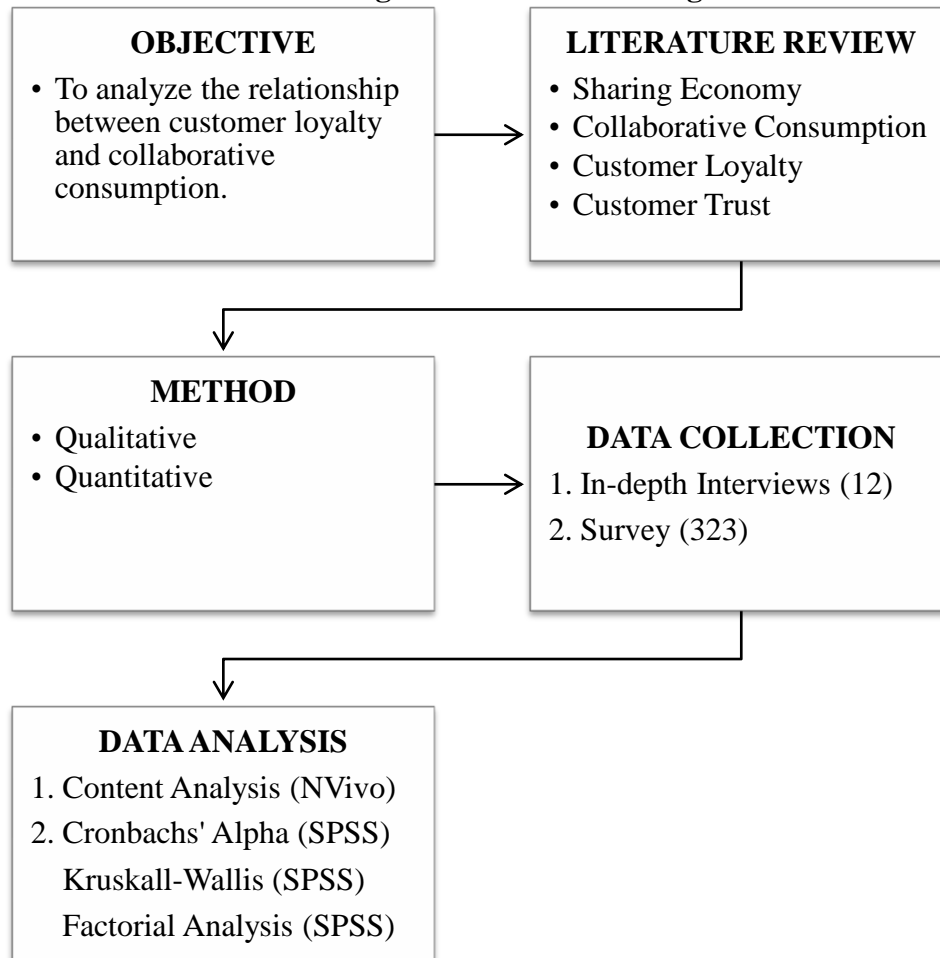 OBJECTIVE
• To analyze the relationship
between customer loyalty
and collaborative
consumption.
LITERATURE REVIEW
• Sharing Economy
• Collaborative Consumption
• Customer Loyalty
• Customer Trust
METHOD
• Qualitative
• Quantitative
DATA COLLECTION
1. In-depth Interviews (12)
2. Survey (323)
DATA ANALYSIS
1. Content Analysis (NVivo)
2. Cronbachs' Alpha (SPSS)
Kruskall-Wallis (SPSS)
Factorial Analysis (SPSS)